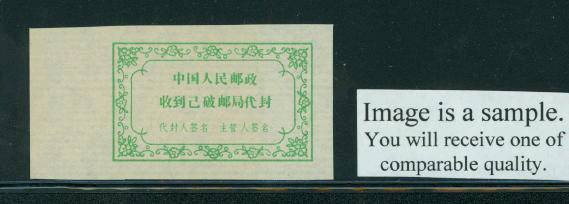 中国人民邮政
收到己破邮局代封
代封人签名 主管人签名
Image is a sample.
You will receive one of
comparable quality.